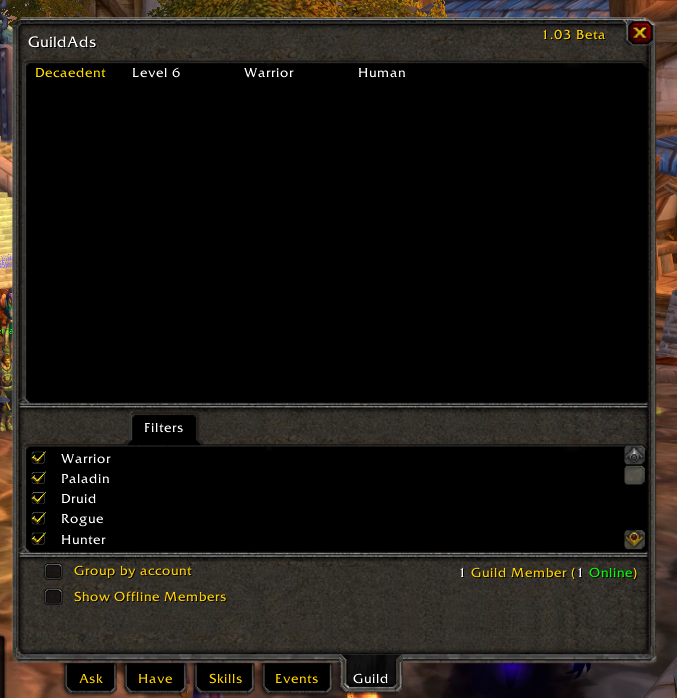 GuildAds
1.03 Beta
Decaedent Level 6 Warrior Human
Filters
Warrior
Paladin
Druid
Rogue
Hunter
Group by account
1 Guild Member (1 Online)
Show Offline Members
Ask Have Skills Events Guild